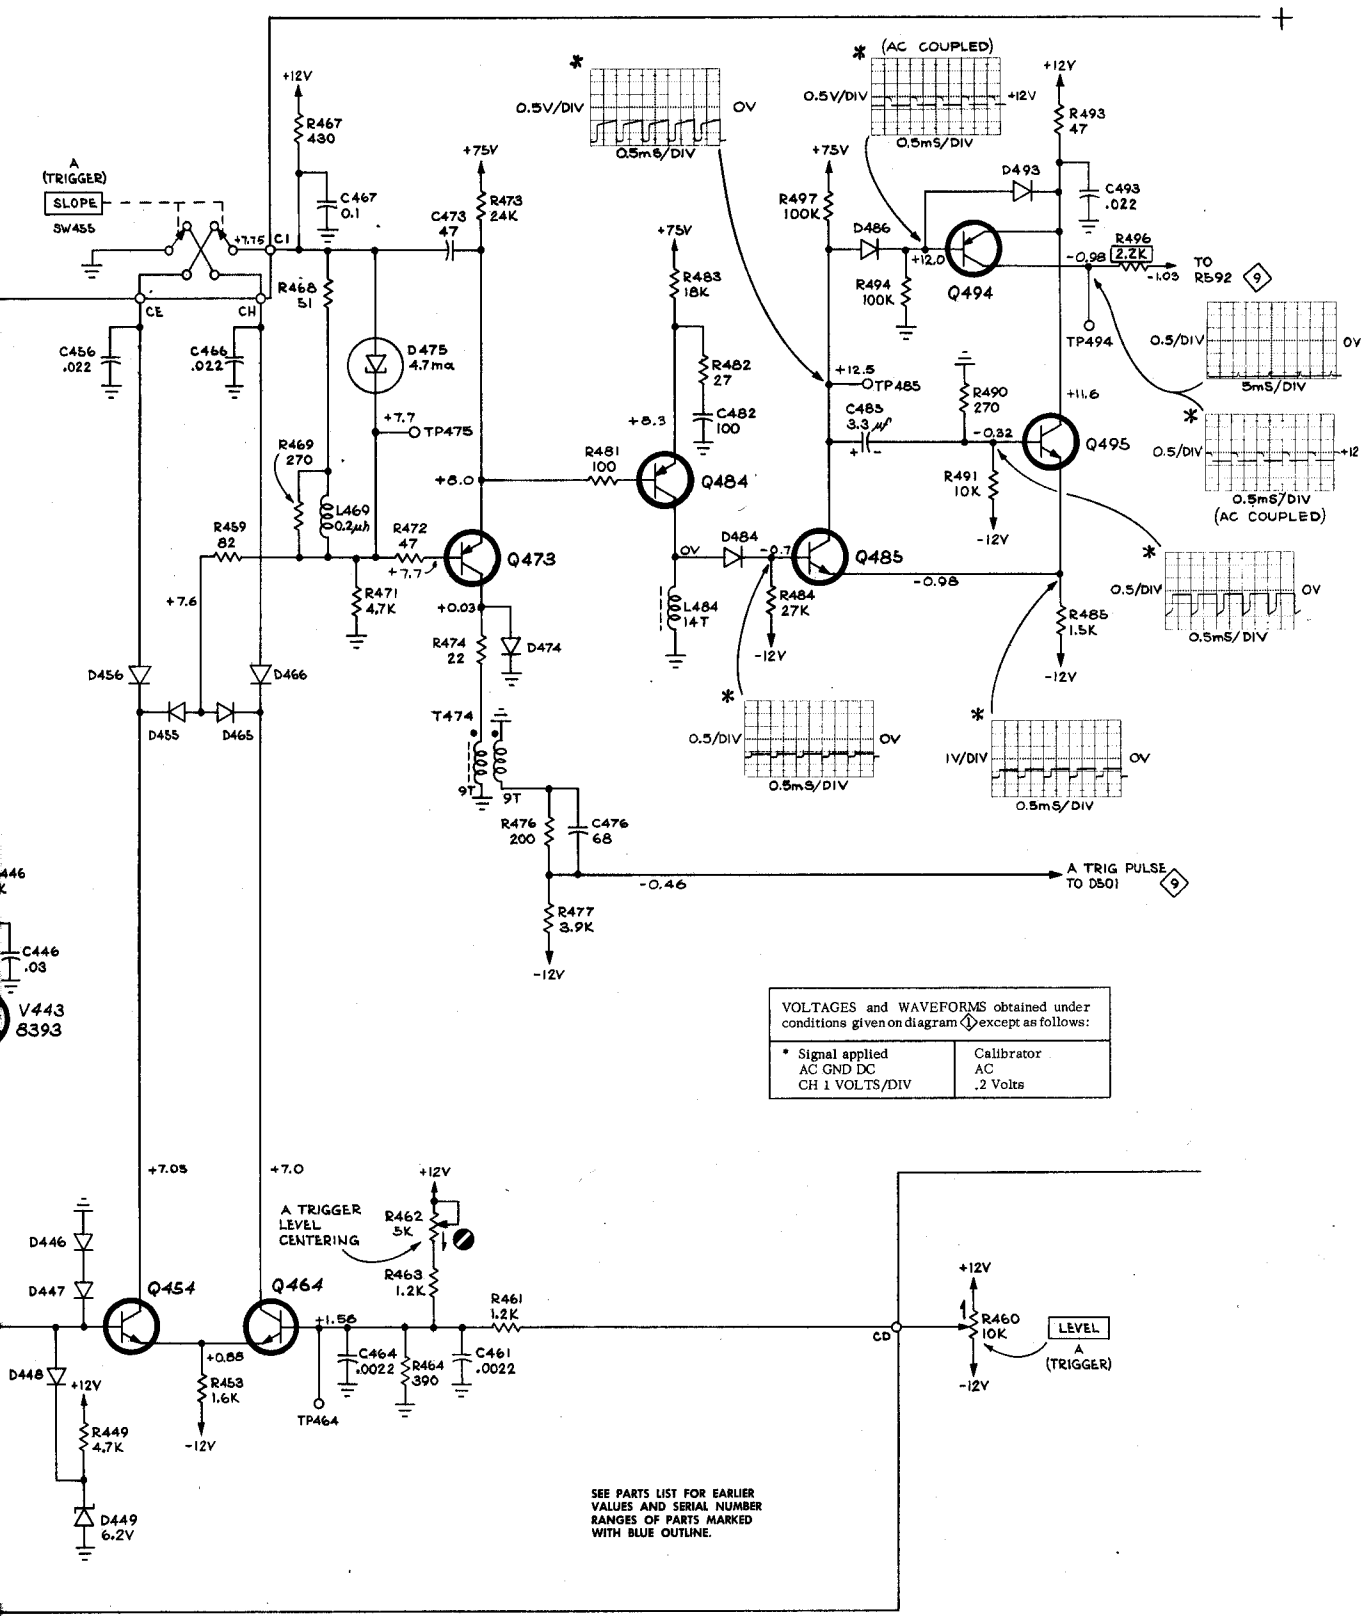 +12V
R467
430
A
(TRIGGER)
SLOPE
SW455
C467
0.1
+7.75
CI
C473
47
+75V
R473
24K
*
0.5V/DIV
0V
0.5mS/DIV
*
(AC COUPLED)
0.5V/DIV
+12V
0.5mS/DIV
+12V
R493
47
+75V
R497
100K
D486
D493
C493
.022
+12.0
Q494
R494
100K
-0.98
R496
2.2K
-1.03
TO
R592
9
TP494
0.5/DIV
0V
5mS/DIV
*
0.5/DIV
+12
0.5mS/DIV
(AC COUPLED)
CE
CH
C456
.022
C466
.022
R468
51
D475
4.7ma
+7.7
TP475
+75V
R483
18K
R482
27
C482
100
+8.3
R481
100
Q484
+12.5
TP485
C485
3.3 µf
+ -
R490
270
-0.32
+11.6
Q495
R491
10K
-12V
R469
270
L469
0.2µh
+8.0
R459
82
R472
47
+7.7
Q473
R471
4.7K
+7.6
+0.03
R474
22
D474
0V
D484
-0.7
Q485
-0.98
L484
14T
R484
27K
-12V
R485
1.5K
-12V
*
0.5/DIV
0V
0.5mS/DIV
D456
D466
D455
D465
T474
9T
9T
*
0.5/DIV
0V
0.5mS/DIV
*
1V/DIV
0V
0.5mS/DIV
R476
200
C476
68
-0.46
A TRIG PULSE
TO D501
9
R477
3.9K
-12V
446
K
C446
.03
V443
8393
VOLTAGES and WAVEFORMS obtained under
conditions given on diagram 1 except as follows:
* Signal applied Calibrator
AC GND DC AC
CH 1 VOLTS/DIV .2 Volts
+7.05
+7.0
+12V
A TRIGGER
LEVEL
CENTERING
R462
5K
R463
1.2K
D446
D447
Q454
Q464
+1.58
R461
1.2K
CD
+12V
R460
10K
-12V
LEVEL
A
(TRIGGER)
D448
+12V
+0.88
R453
1.6K
-12V
TP464
C464
.0022
R464
390
C461
.0022
R449
4.7K
D449
6.2V
SEE PARTS LIST FOR EARLIER
VALUES AND SERIAL NUMBER
RANGES OF PARTS MARKED
WITH BLUE OUTLINE.